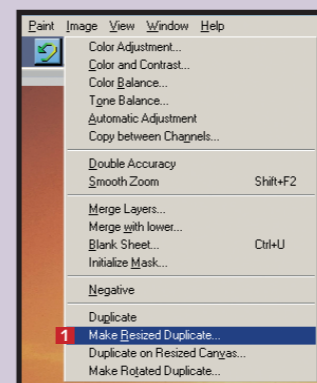 Paint Image View Window Help
Color Adjustment...
Color and Contrast...
Color Balance...
Tone Balance...
Automatic Adjustment
Copy between Channels...
Double Accuracy
Smooth Zoom Shift+F2
Merge Layers...
Merge with lower...
Blank Sheet... Ctrl+U
Initialize Mask...
Negative
Duplicate
1 Make Resized Duplicate...
Duplicate on Resized Canvas...
Make Rotated Duplicate...